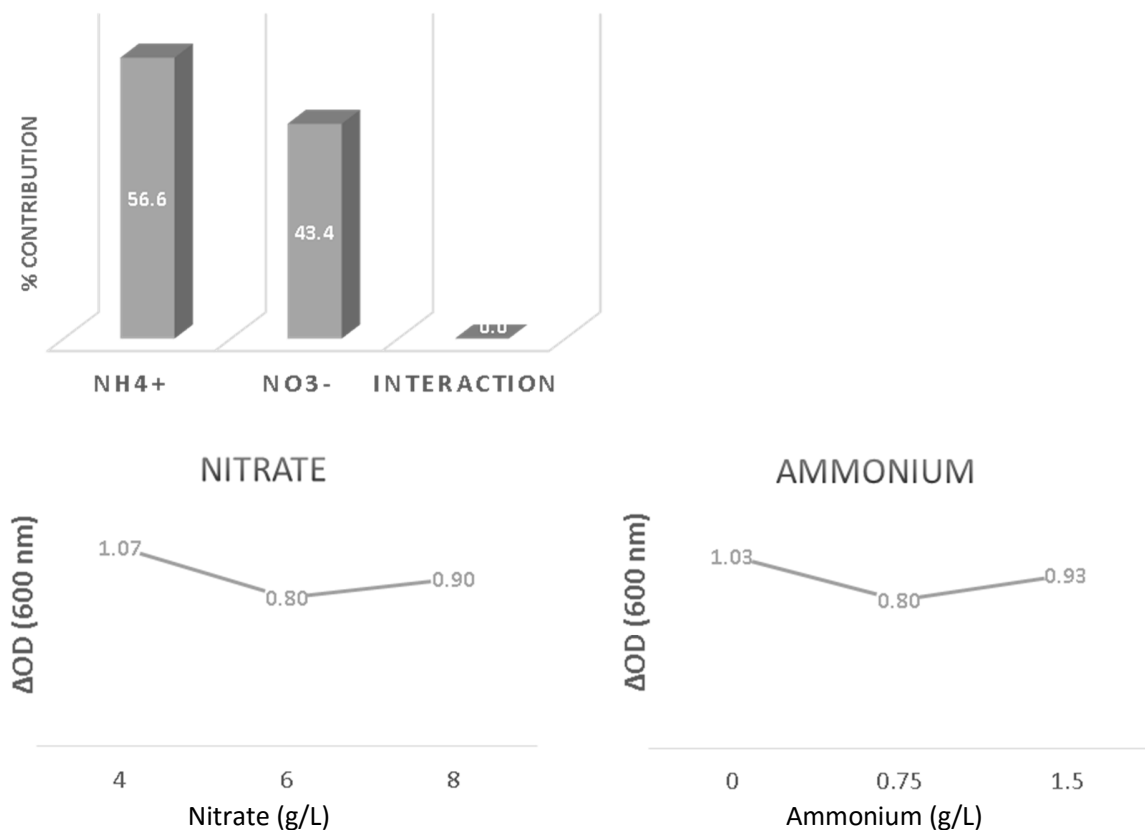 % CONTRIBUTION
56.6
43.4
0.0
NH4+ NO3- INTERACTION
NITRATE
ΔOD (600 nm)
1.07
0.80
0.90
4 6 8
Nitrate (g/L)
AMMONIUM
ΔOD (600 nm)
1.03
0.80
0.93
0 0.75 1.5
Ammonium (g/L)